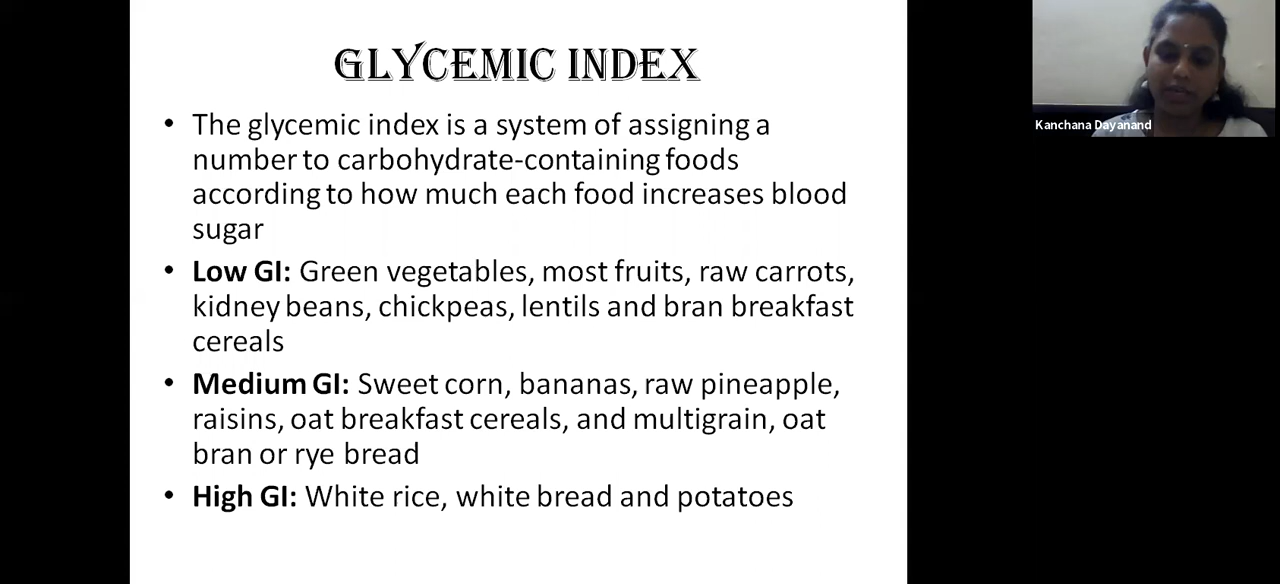 GLYCEMIC INDEX
• The glycemic index is a system of assigning a
number to carbohydrate-containing foods
according to how much each food increases blood
sugar
• Low GI: Green vegetables, most fruits, raw carrots,
kidney beans, chickpeas, lentils and bran breakfast
cereals
• Medium GI: Sweet corn, bananas, raw pineapple,
raisins, oat breakfast cereals, and multigrain, oat
bran or rye bread
• High GI: White rice, white bread and potatoes
Kanchana Dayanand